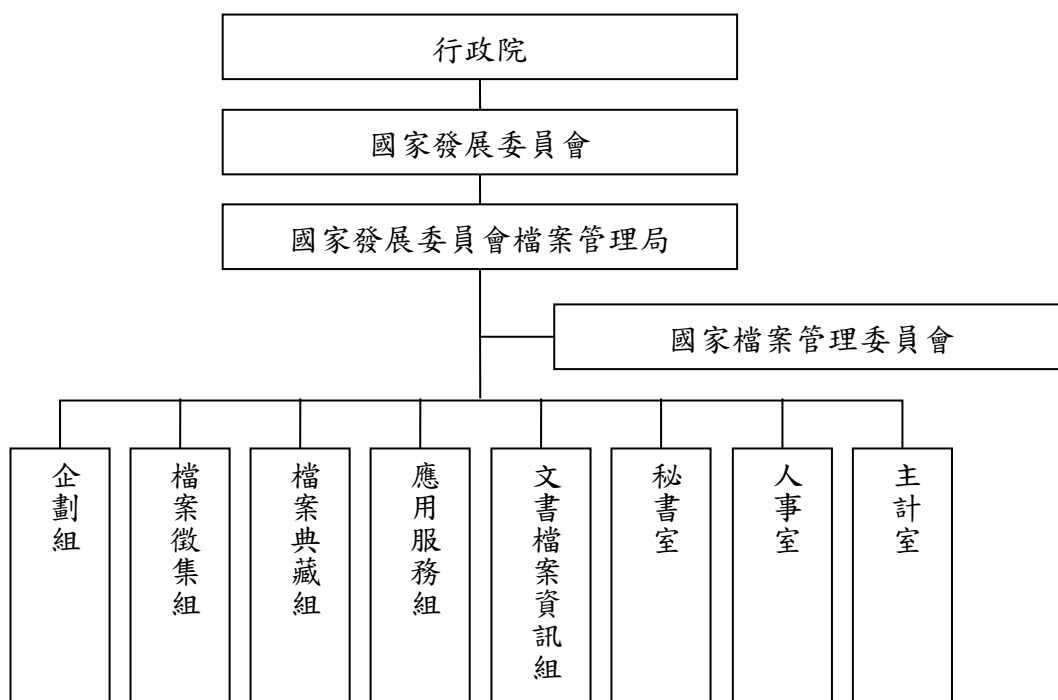 行政院
國家發展委員會
國家發展委員會檔案管理局
國家檔案管理委員會
企劃組
檔案徵集組
檔案典藏組
應用服務組
文書檔案資訊組
秘書室
人事室
主計室